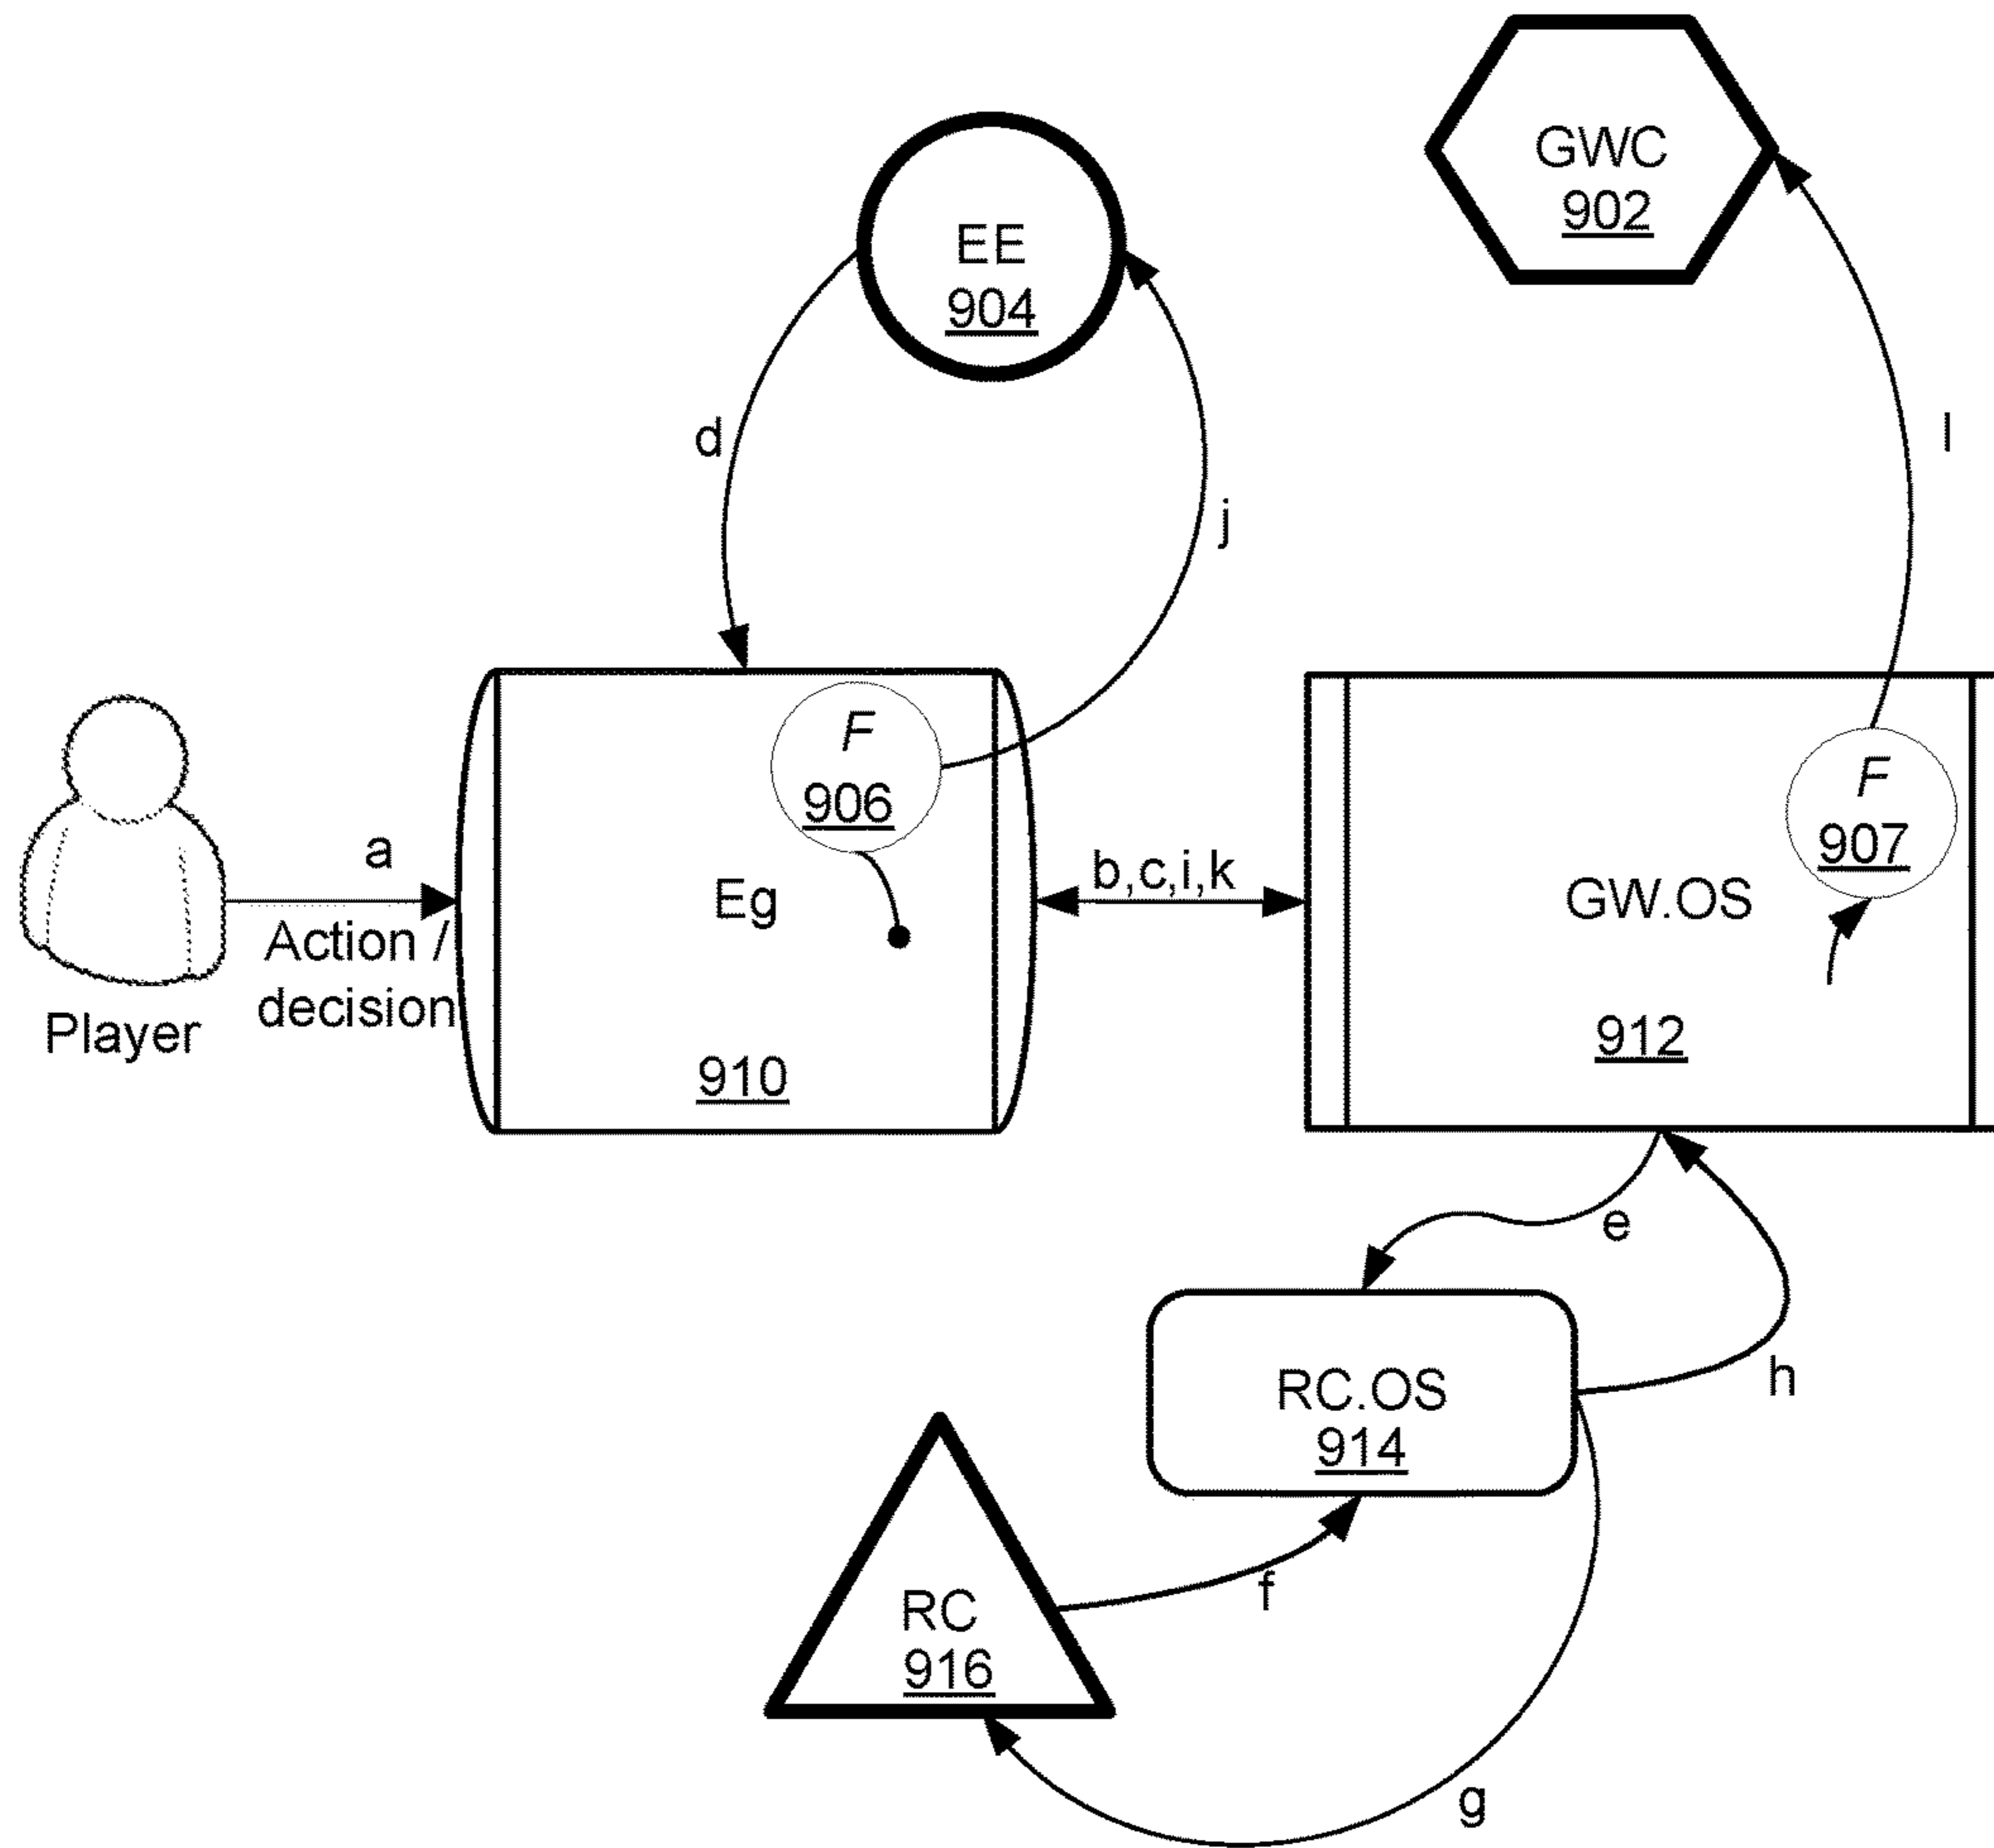 GWC
902
EE
904
d
l
j
F
906
F
907
a
b,c,i,k
Eg
GW.OS
Action /
decision
Player
910
912
e
h
RC.OS
914
f
RC
916
g